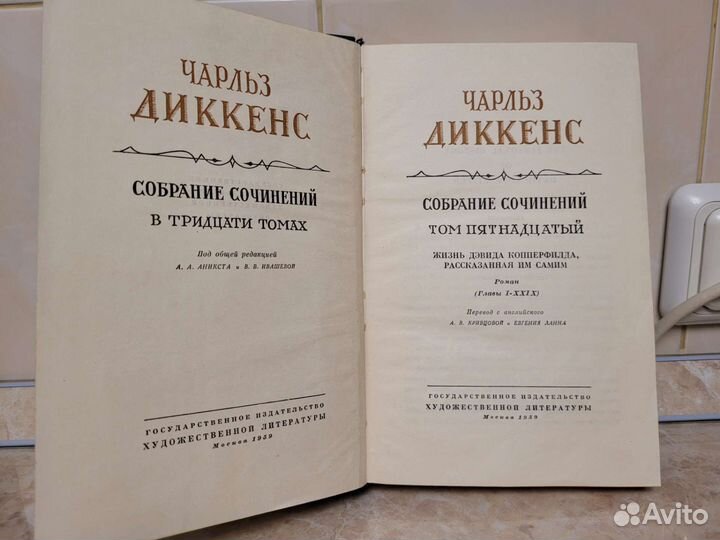 ЧАРЛЬЗ
ДИККЕНС
СОБРАНИЕ СОЧИНЕНИЙ
В ТРИДЦАТИ ТОМАХ
Под общей редакцией
А. А. АНИКСТА и В. В. ИВАШЕВОЙ
ГОСУДАРСТВЕННОЕ ИЗДАТЕЛЬСТВО
ХУДОЖЕСТВЕННОЙ ЛИТЕРАТУРЫ
Москва 1959
ЧАРЛЬЗ
ДИККЕНС
СОБРАНИЕ СОЧИНЕНИЙ
ТОМ ПЯТНАДЦАТЫЙ
ЖИЗНЬ ДЭВИДА КОППЕРФИЛДА,
РАССКАЗАННАЯ ИМ САМИМ
Роман
(Главы I-XXIX)
Перевод с английского
А. В. КРИВЦОВОЙ и ЕВГЕНИЯ ЛАННА
ГОСУДАРСТВЕННОЕ ИЗДАТЕЛЬСТВО
ХУДОЖЕСТВЕННОЙ ЛИТЕРАТУРЫ
Москва 1959
Avito